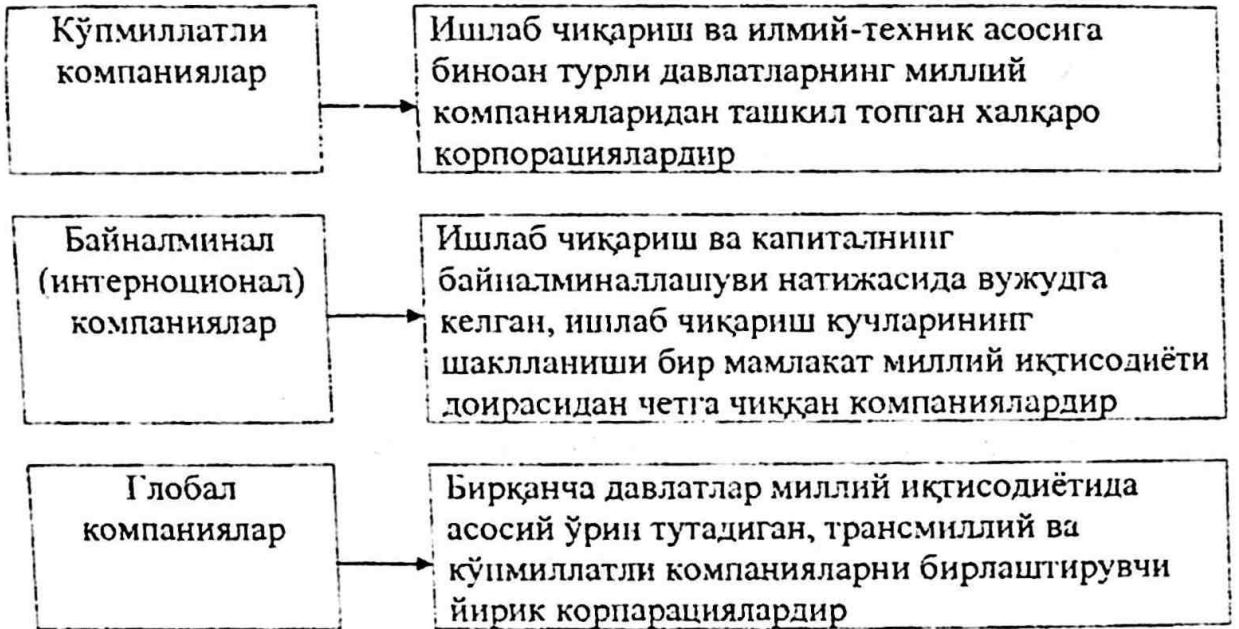 Кўпмиллатли
компаниялар
Ишлаб чиқариш ва илмий-техник асосига
биноан турли давлатларнинг миллий
компанияларидан ташкил топган халқаро
корпорациялардир
Байналминал
(интерноционал)
компаниялар
Ишлаб чиқариш ва капиталнинг
байналминаллашуви натижасида вужудга
келган, ишлаб чиқариш кучларининг
шаклланиши бир мамлакат миллий иқтисодиёти
доирасидан четга чиққан компаниялардир
Глобал
компаниялар
Бирқанча давлатлар миллий иқтисодиётида
асосий ўрин тутадиган, трансмиллий ва
кўпмиллатли компанияларни бирлаштирувчи
йирик корпарациялардир